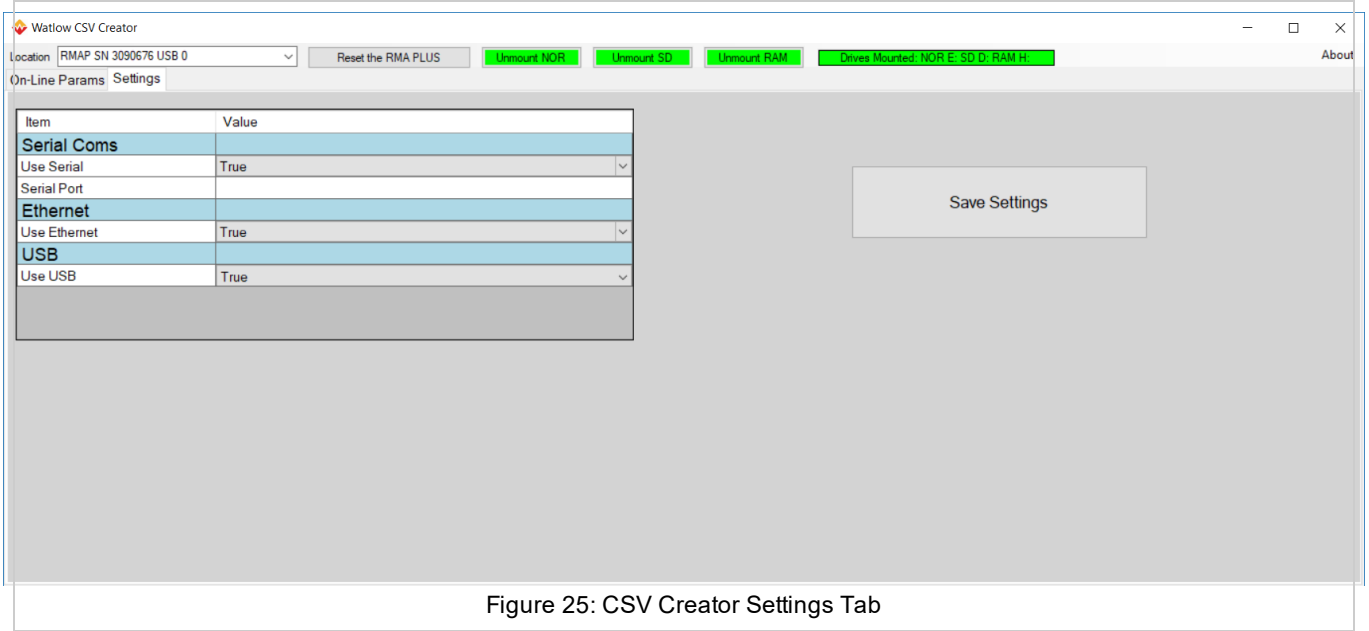 Watlow CSV Creator
Location RMAP SN 3090676 USB 0 Reset the RMA PLUS Unmount NOR Unmount SD Unmount RAM Drives Mounted: NOR E: SD D: RAM H: About
On-Line Params Settings
Item Value
Serial Coms
Use Serial True
Serial Port
Ethernet
Use Ethernet True
USB
Use USB True
Save Settings
Figure 25: CSV Creator Settings Tab